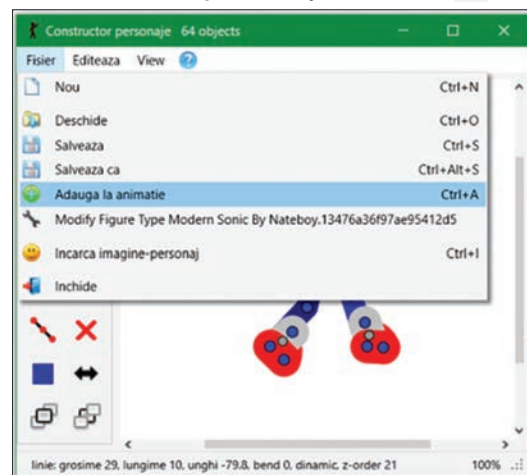 Constructor personaje 64 objects
Fisier Editeaza View
Nou Ctrl+N
Deschide Ctrl+O
Salveaza Ctrl+S
Salveaza ca Ctrl+Alt+S
Adauga la animatie Ctrl+A
Modify Figure Type Modern Sonic By Nateboy.13476a36f97ae95412d5
Incarca imagine-personaj Ctrl+I
Inchide
linie: grosime 29, lungime 10, unghi -79.8, bend 0, dinamic, z-order 21 100%